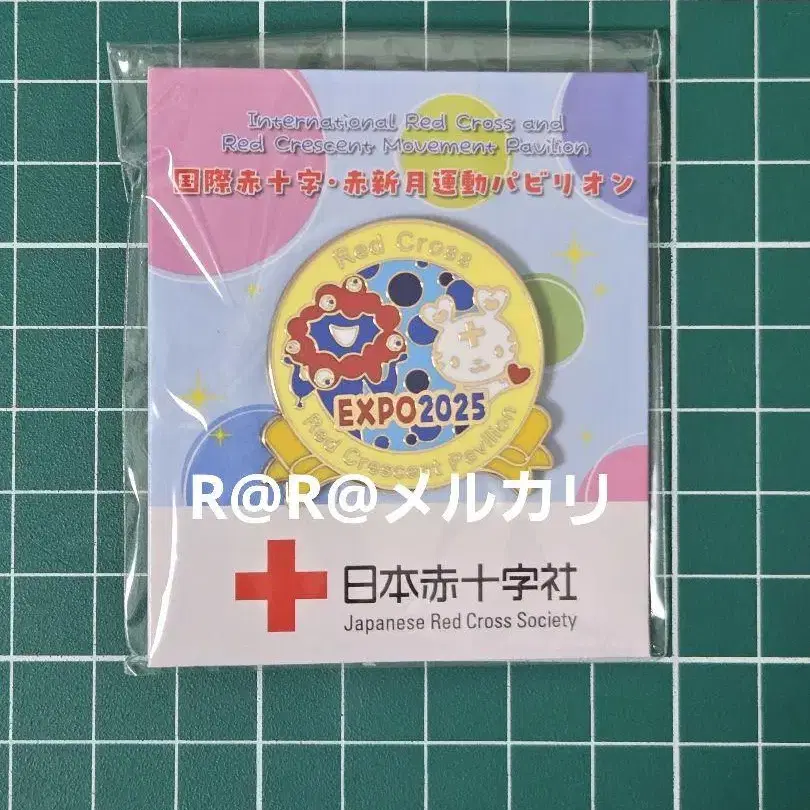 International Red Cross and
Red Crescent Movement Pavilion
国際赤十字・赤新月運動パビリオン
Red Cross
EXPO2025
Red Crescent Pavilion
R@R@メルカリ
日本赤十字社
Japanese Red Cross Society